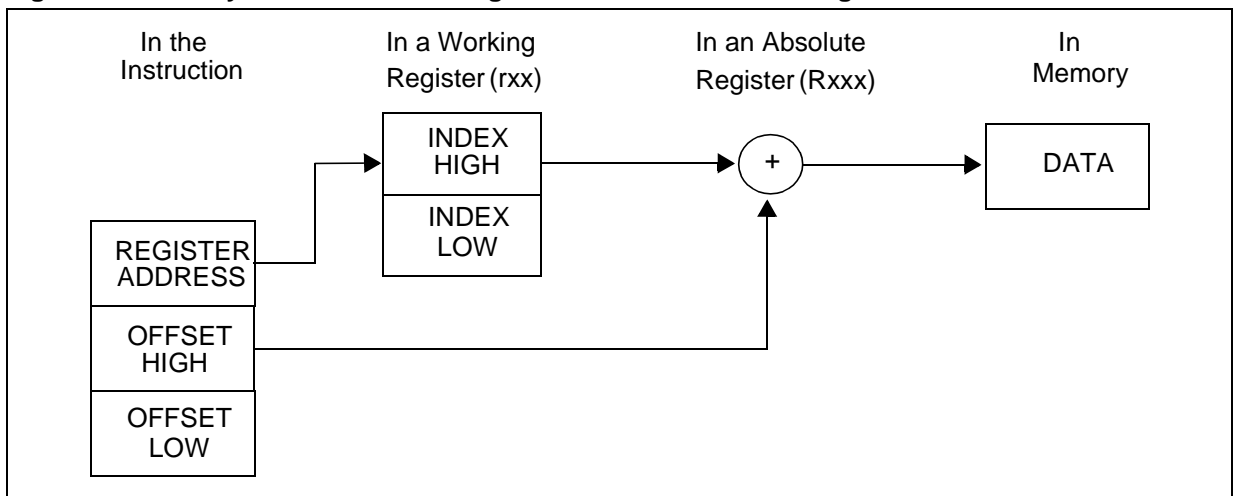 In the
Instruction
In a Working
Register (rxx)
In an Absolute
Register (Rxxx)
In
Memory
INDEX
HIGH
INDEX
LOW
+
DATA
REGISTER
ADDRESS
OFFSET
HIGH
OFFSET
LOW